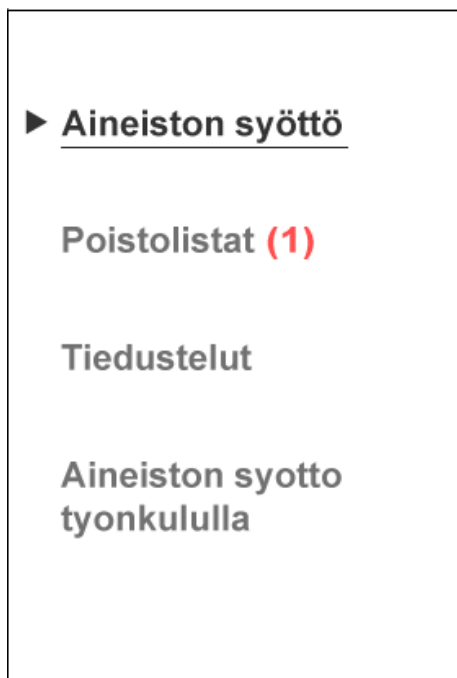 Aineiston syöttö
Poistolistat (1)
Tiedustelut
Aineiston syotto
tyonkululla